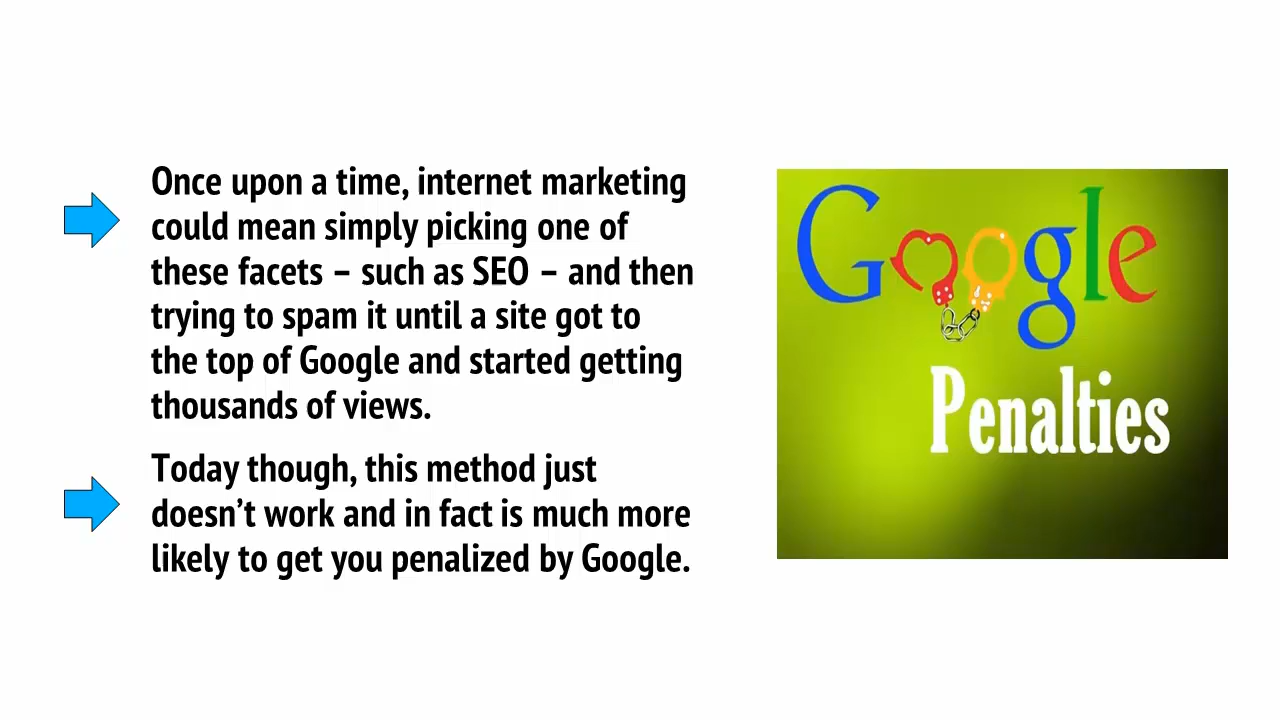 Once upon a time, internet marketing
could mean simply picking one of
these facets – such as SEO – and then
trying to spam it until a site got to
the top of Google and started getting
thousands of views.
Today though, this method just
doesn’t work and in fact is much more
likely to get you penalized by Google.
Google
Penalties